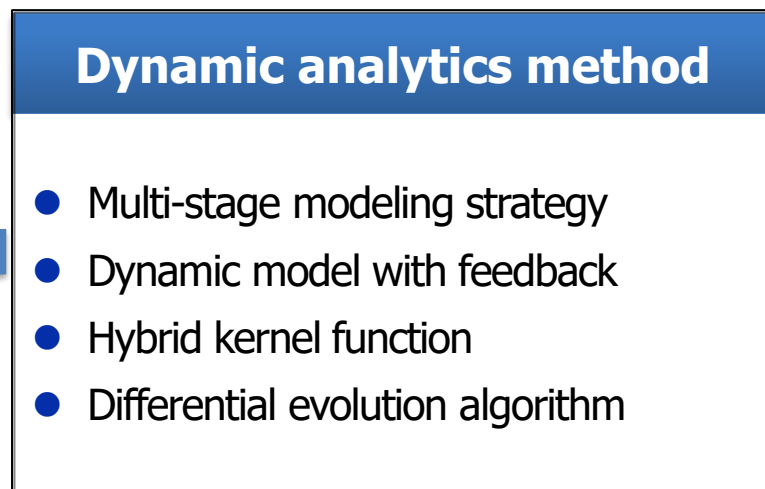 Dynamic analytics method
Multi-stage modeling strategy
Dynamic model with feedback
Hybrid kernel function
Differential evolution algorithm